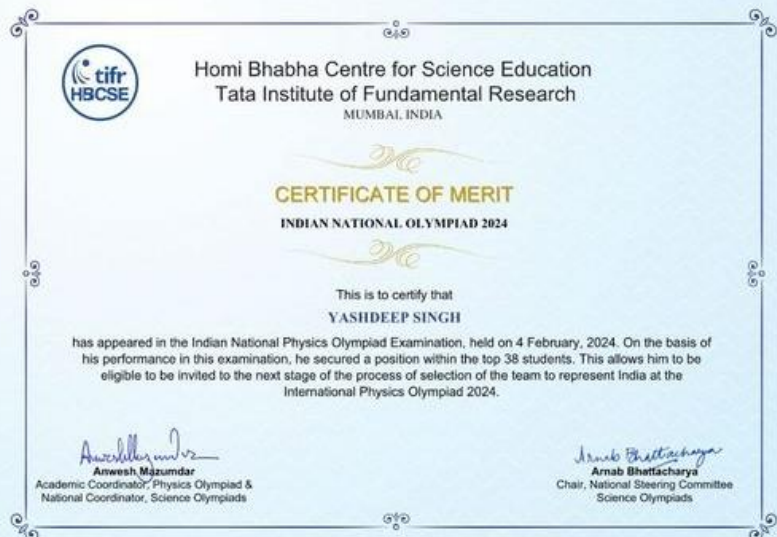 tifr
HBCSE
Homi Bhabha Centre for Science Education
Tata Institute of Fundamental Research
MUMBAI, INDIA
CERTIFICATE OF MERIT
INDIAN NATIONAL OLYMPIAD 2024
This is to certify that
YASHDEEP SINGH
has appeared in the Indian National Physics Olympiad Examination, held on 4 February, 2024. On the basis of
his performance in this examination, he secured a position within the top 38 students. This allows him to be
eligible to be invited to the next stage of the process of selection of the team to represent India at the
International Physics Olympiad 2024.
Anwesh Mazumdar
Academic Coordinator, Physics Olympiad &
National Coordinator, Science Olympiads
Arnab Bhattacharya
Arnab Bhattacharya
Chair, National Steering Committee
Science Olympiads